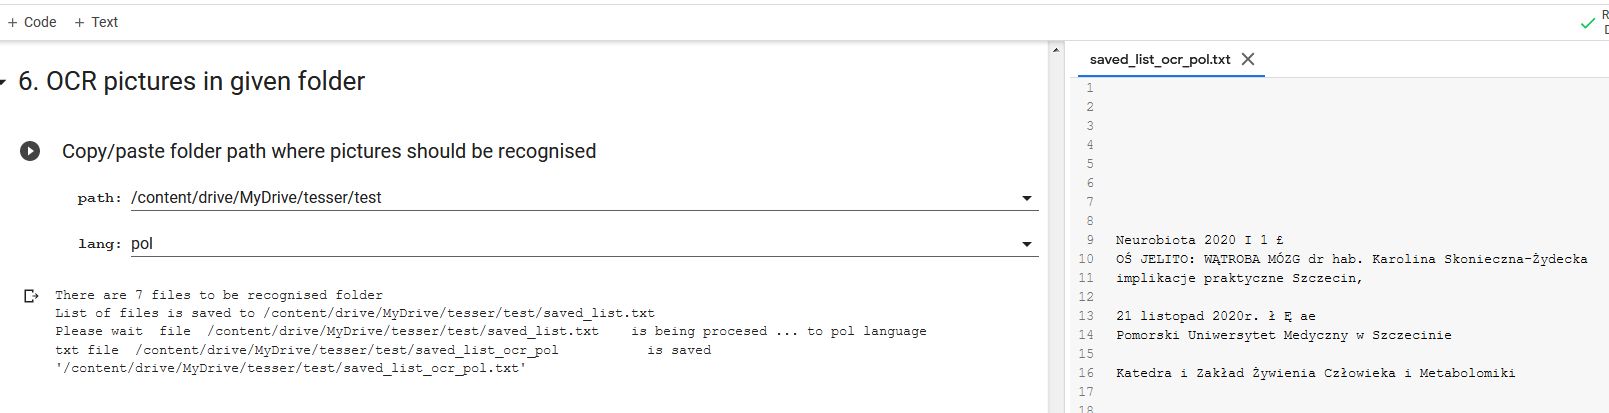 + Code + Text
R
D
6. OCR pictures in given folder
Copy/paste folder path where pictures should be recognised
path: /content/drive/MyDrive/tesser/test
lang: pol
There are 7 files to be recognised folder
List of files is saved to /content/drive/MyDrive/tesser/test/saved_list.txt
Please wait  file  /content/drive/MyDrive/tesser/test/saved_list.txt    is being procesed ... to pol language
txt file  /content/drive/MyDrive/tesser/test/saved_list_ocr_pol           is saved
'/content/drive/MyDrive/tesser/test/saved_list_ocr_pol.txt'
saved_list_ocr_pol.txt
1
2
3
4
5
6
7
8
9 Neurobiota 2020 I 1 £
10 OŚ JELITO: WĄTROBA MÓZG dr hab. Karolina Skonieczna-Żydecka
11 implikacje praktyczne Szczecin,
12
13 21 listopad 2020r. ł Ę ae
14 Pomorski Uniwersytet Medyczny w Szczecinie
15
16 Katedra i Zakład Żywienia Człowieka i Metabolomiki
17
18